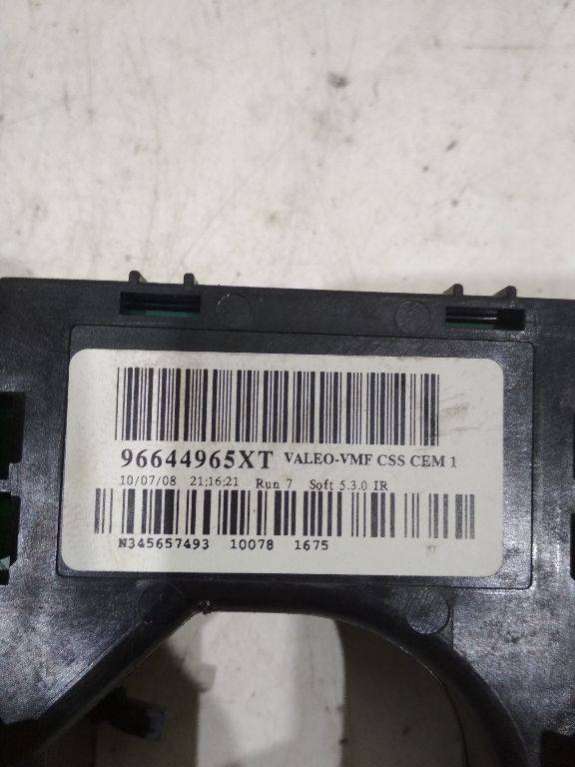 96644965XT VALEO-VMF CSS CEM 1
10/07/08 21;16;21 Run 7 Soft 5.3.0 IR
N345657493 10078 1675